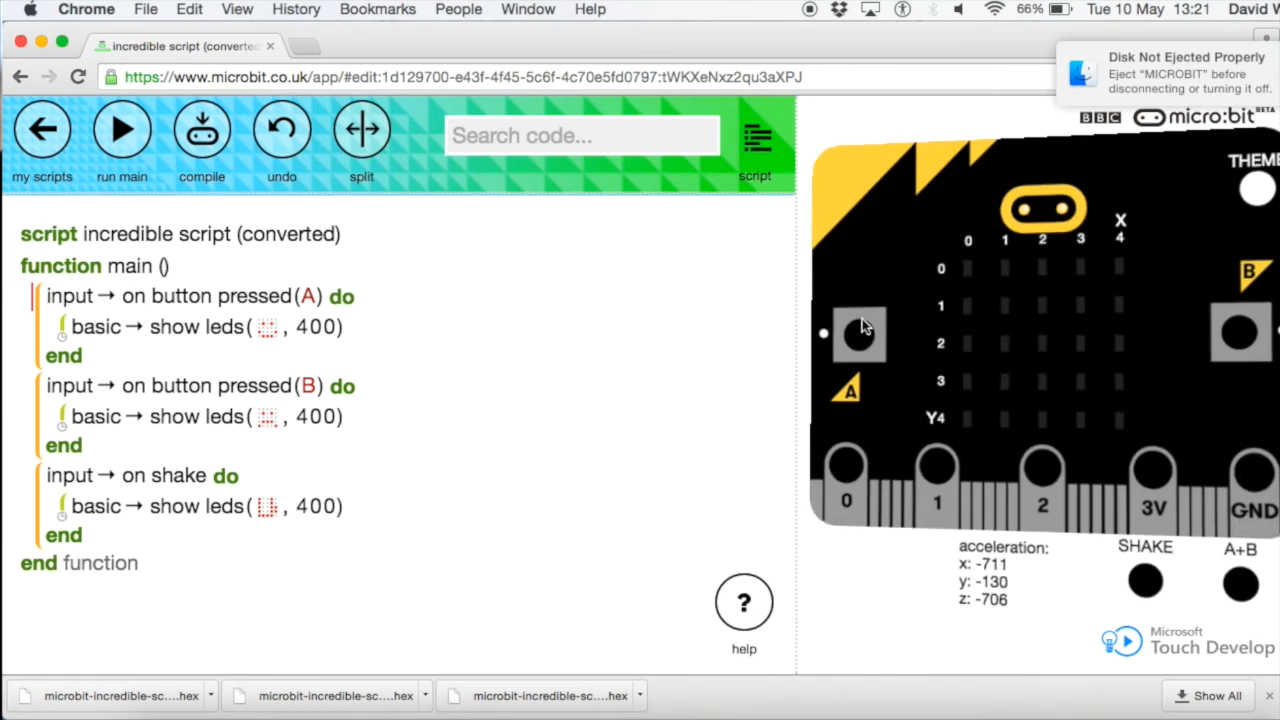 Chrome File Edit View History Bookmarks People Window Help 66% Tue 10 May 13:21 David W
incredible script (converte
https://www.microbit.co.uk/app/#edit:1d129700-e43f-4f45-5c6f-4c70e5fd0797:tWKXeNxz2qu3aXPJ
Disk Not Ejected Properly
Eject “MICROBIT” before
disconnecting or turning it off.
my scripts run main compile undo split Search code... script
BBC micro:bit BETA
THEME
script incredible script (converted)
function main ()
input→ on button pressed(A) do
basic→ show leds( , 400)
end
input→ on button pressed(B) do
basic→ show leds( , 400)
end
input→ on shake do
basic→ show leds( , 400)
end
end function
? help
X
0 1 2 3 4
0
1
2
3
Y4
A
B
0 1 2 3V GND
acceleration:
x: -711
y: -130
z: -706
SHAKE A+B
Microsoft
Touch Develop
microbit-incredible-sc....hex microbit-incredible-sc....hex microbit-incredible-sc....hex Show All